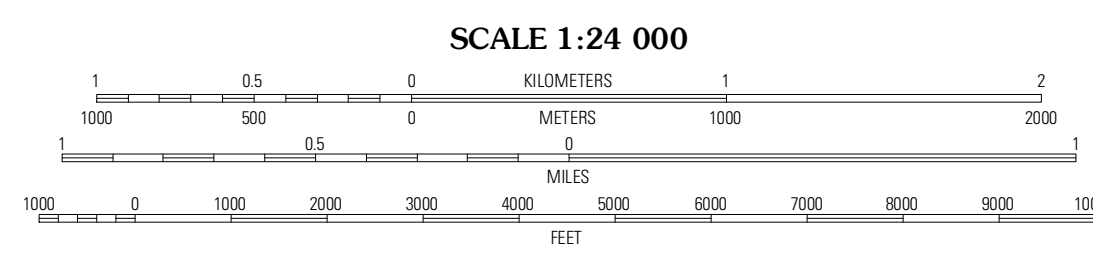 SCALE 1:24 000
1 0.5 0 KILOMETERS 1 2
1000 500 0 METERS 1000 2000
1 0.5 0 1
MILES
1000 0 1000 2000 3000 4000 5000 6000 7000 8000 9000
FEET